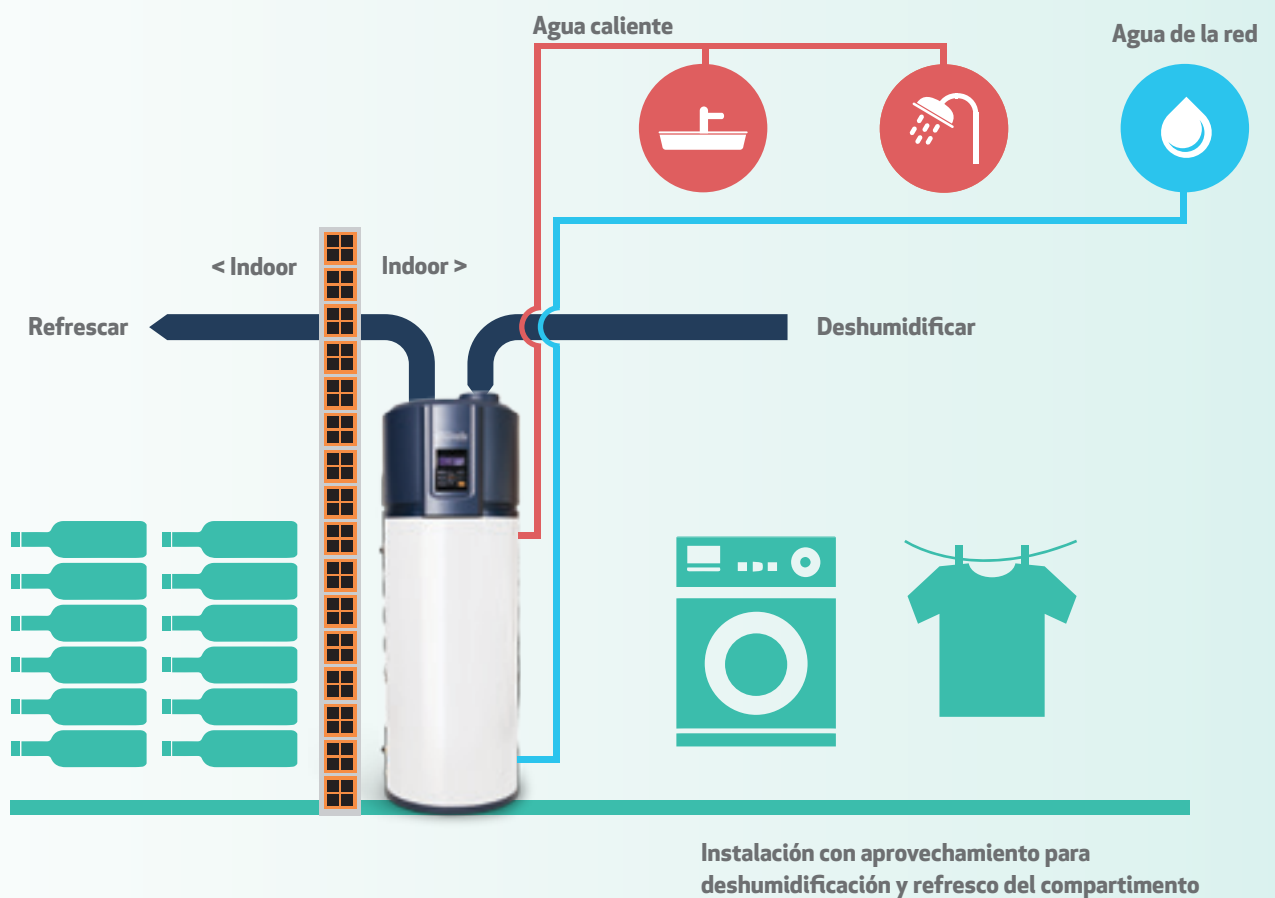 Agua caliente
Agua de la red
< Indoor
Indoor >
Refrescar
Deshumidificar
Instalación con aprovechamiento para
deshumidificación y refresco del compartimento